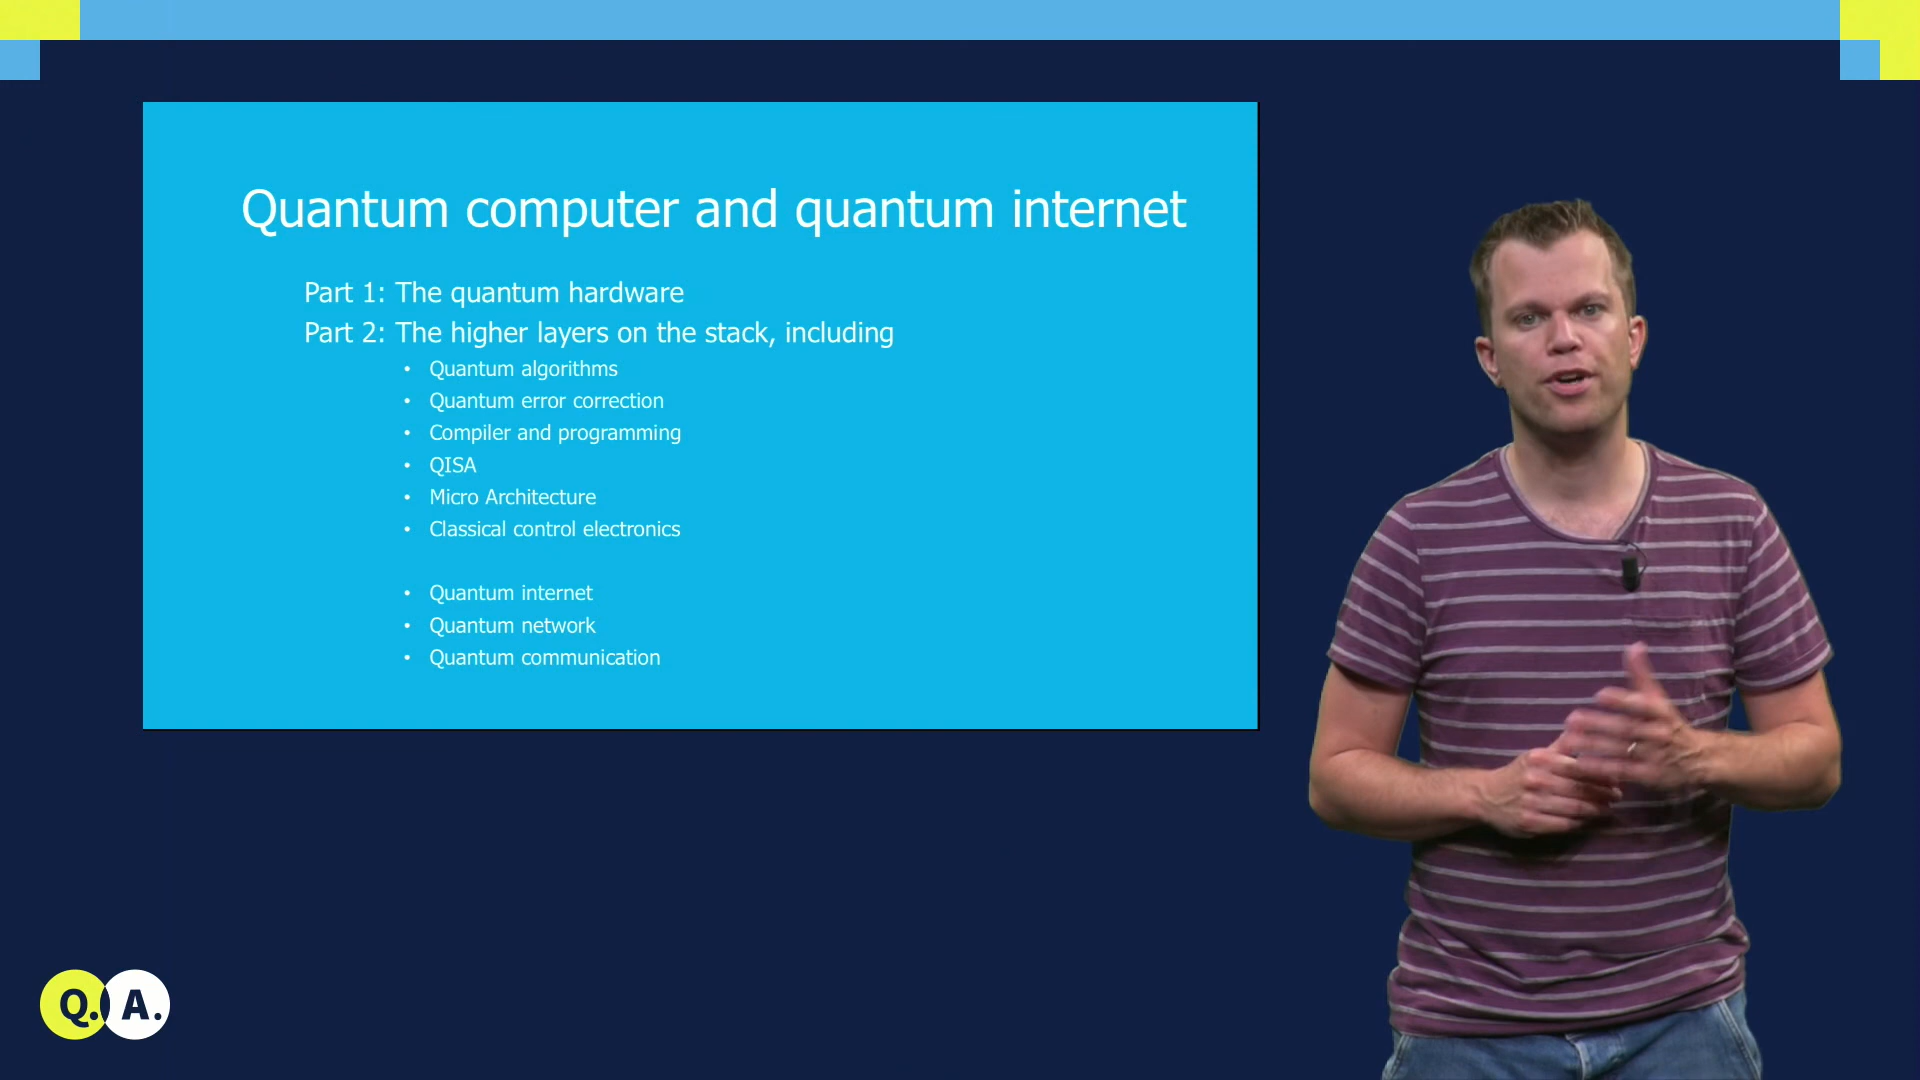 Quantum computer and quantum internet
Part 1: The quantum hardware
Part 2: The higher layers on the stack, including
• Quantum algorithms
• Quantum error correction
• Compiler and programming
• QISA
• Micro Architecture
• Classical control electronics
• Quantum internet
• Quantum network
• Quantum communication
Q. A.